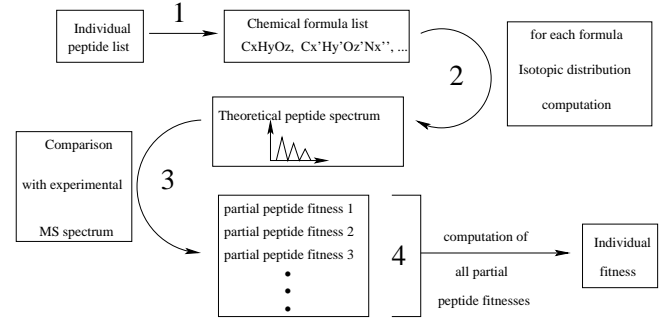 Individual
peptide list
1
Chemical formula list
CxHyOz, Cx'Hy'Oz'Nx'', ...
2
for each formula
Isotopic distribution
computation
Theoretical peptide spectrum
Comparison
with experimental
MS spectrum
3
partial peptide fitness 1
partial peptide fitness 2
partial peptide fitness 3
4
computation of
all partial
peptide fitnesses
Individual
fitness